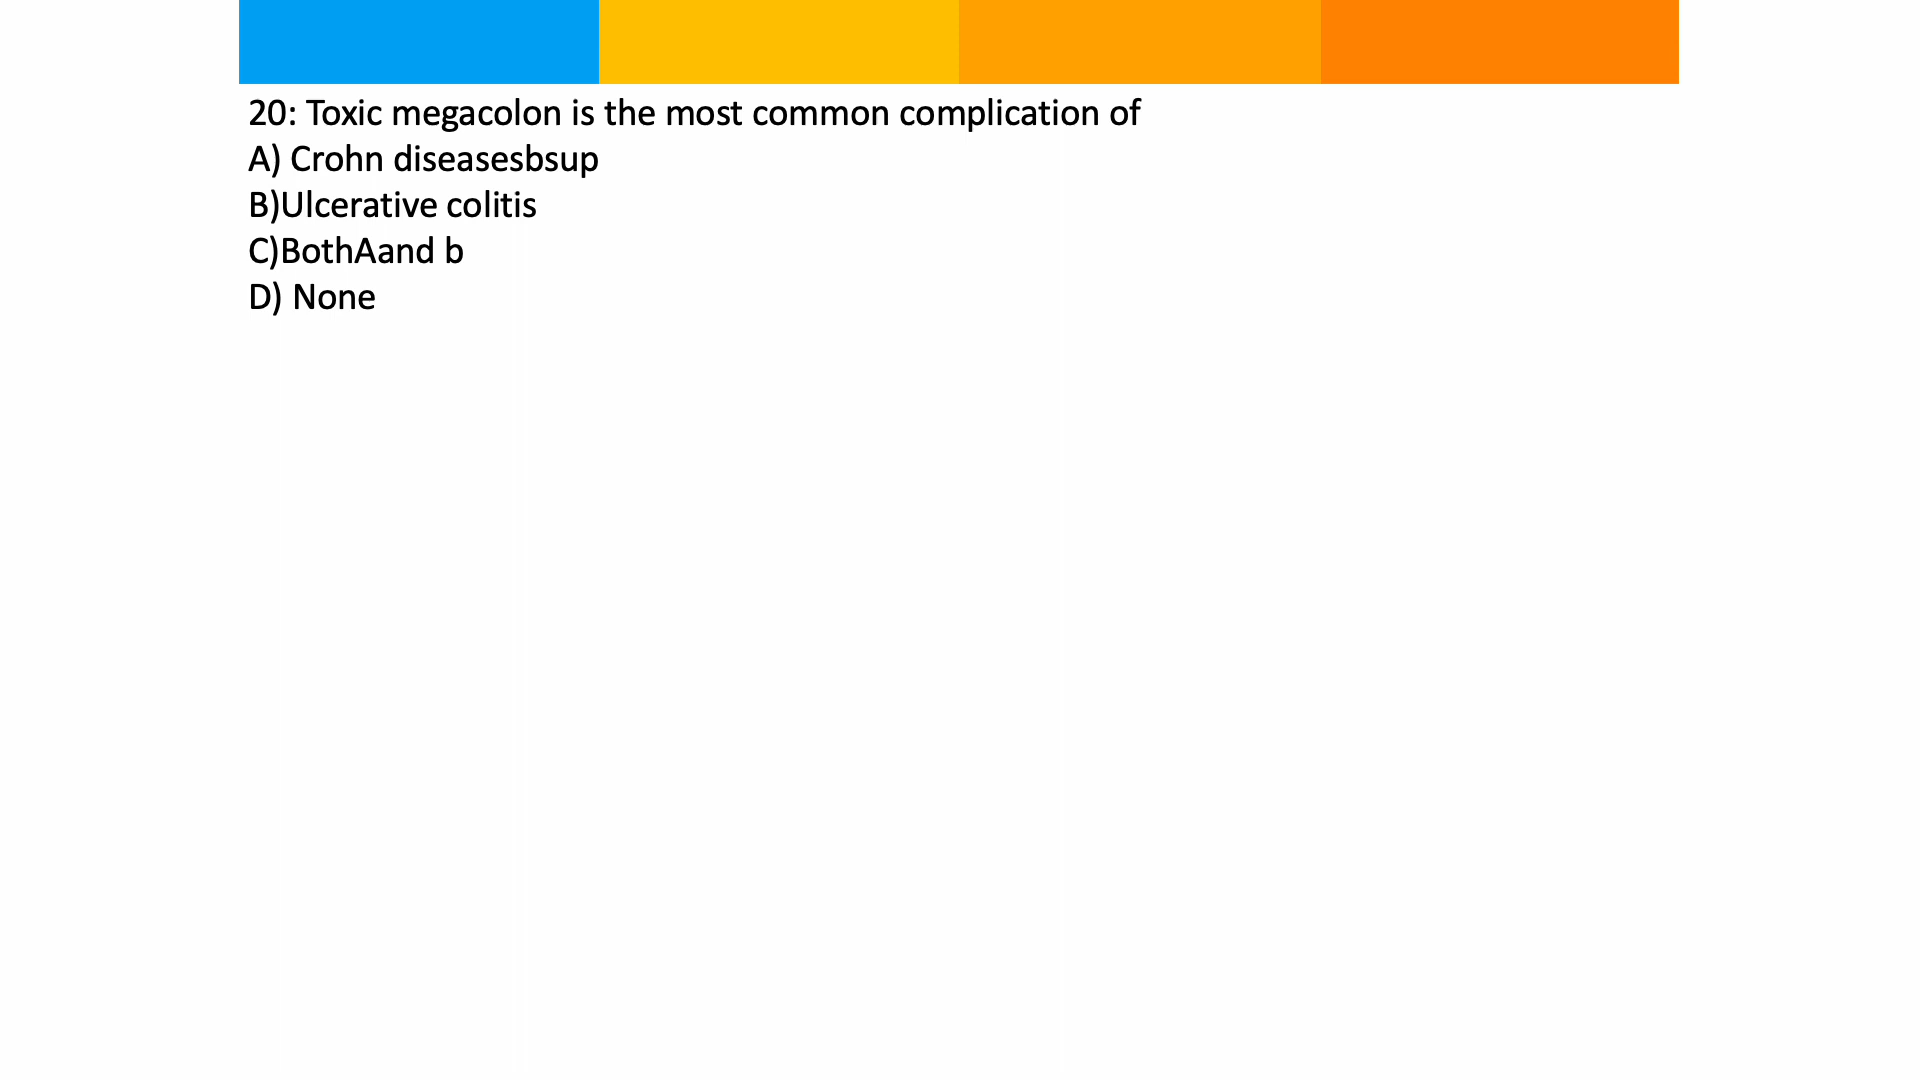 20: Toxic megacolon is the most common complication of
A) Crohn diseasesbsup
B)Ulcerative colitis
C)BothAand b
D) None